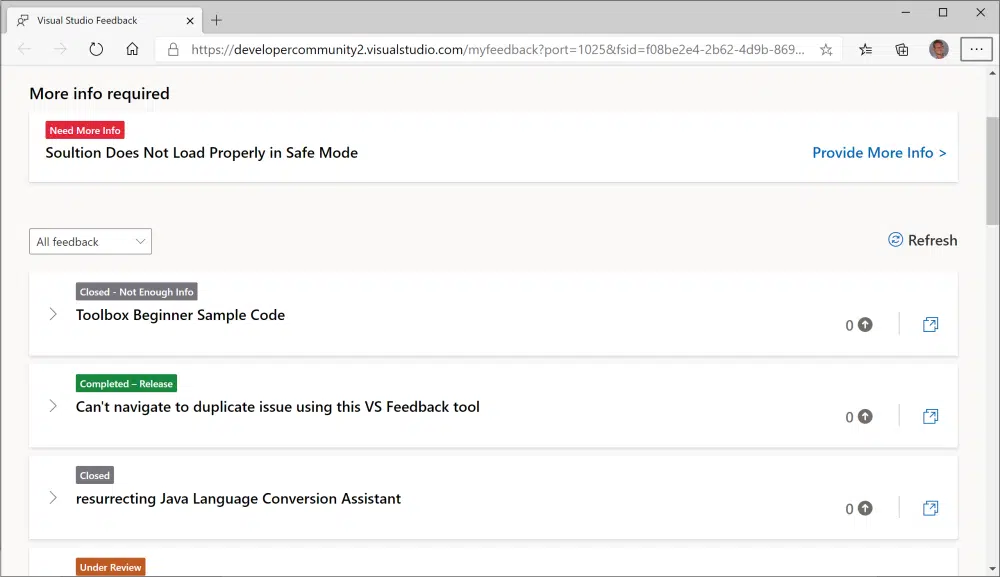 Visual Studio Feedback
https://developercommunity2.visualstudio.com/myfeedback?port=1025&fsid=f08be2e4-2b62-4d9b-869...
More info required
Need More Info
Soultion Does Not Load Properly in Safe Mode
Provide More Info >
All feedback
Refresh
Closed - Not Enough Info
Toolbox Beginner Sample Code
0
Completed – Release
Can't navigate to duplicate issue using this VS Feedback tool
0
Closed
resurrecting Java Language Conversion Assistant
0
Under Review